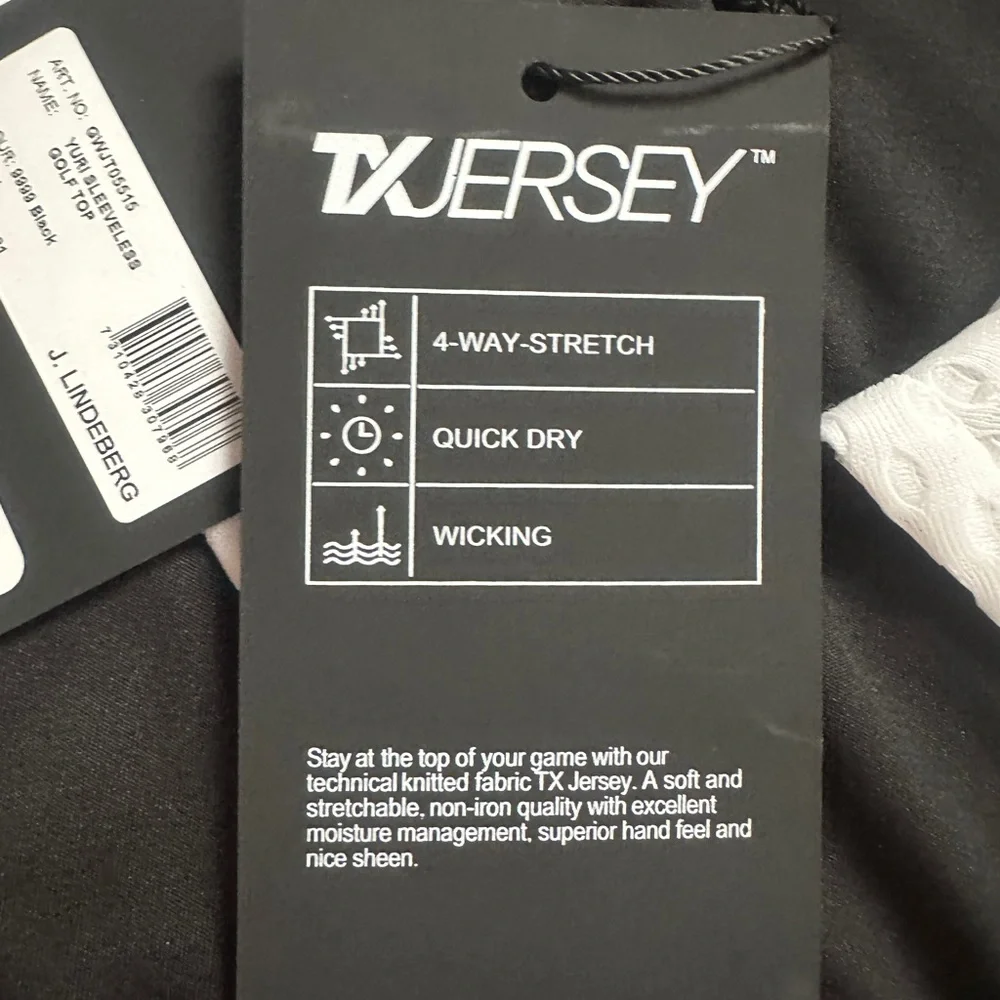 ART. NO: GWJT05515
NAME: YURI SLEEVELESS
GOLF TOP
9999 Black
J. LINDEBERG
TXJERSEY™
4-WAY-STRETCH
QUICK DRY
WICKING
Stay at the top of your game with our
technical knitted fabric TX Jersey. A soft and
stretchable, non-iron quality with excellent
moisture management, superior hand feel and
nice sheen.